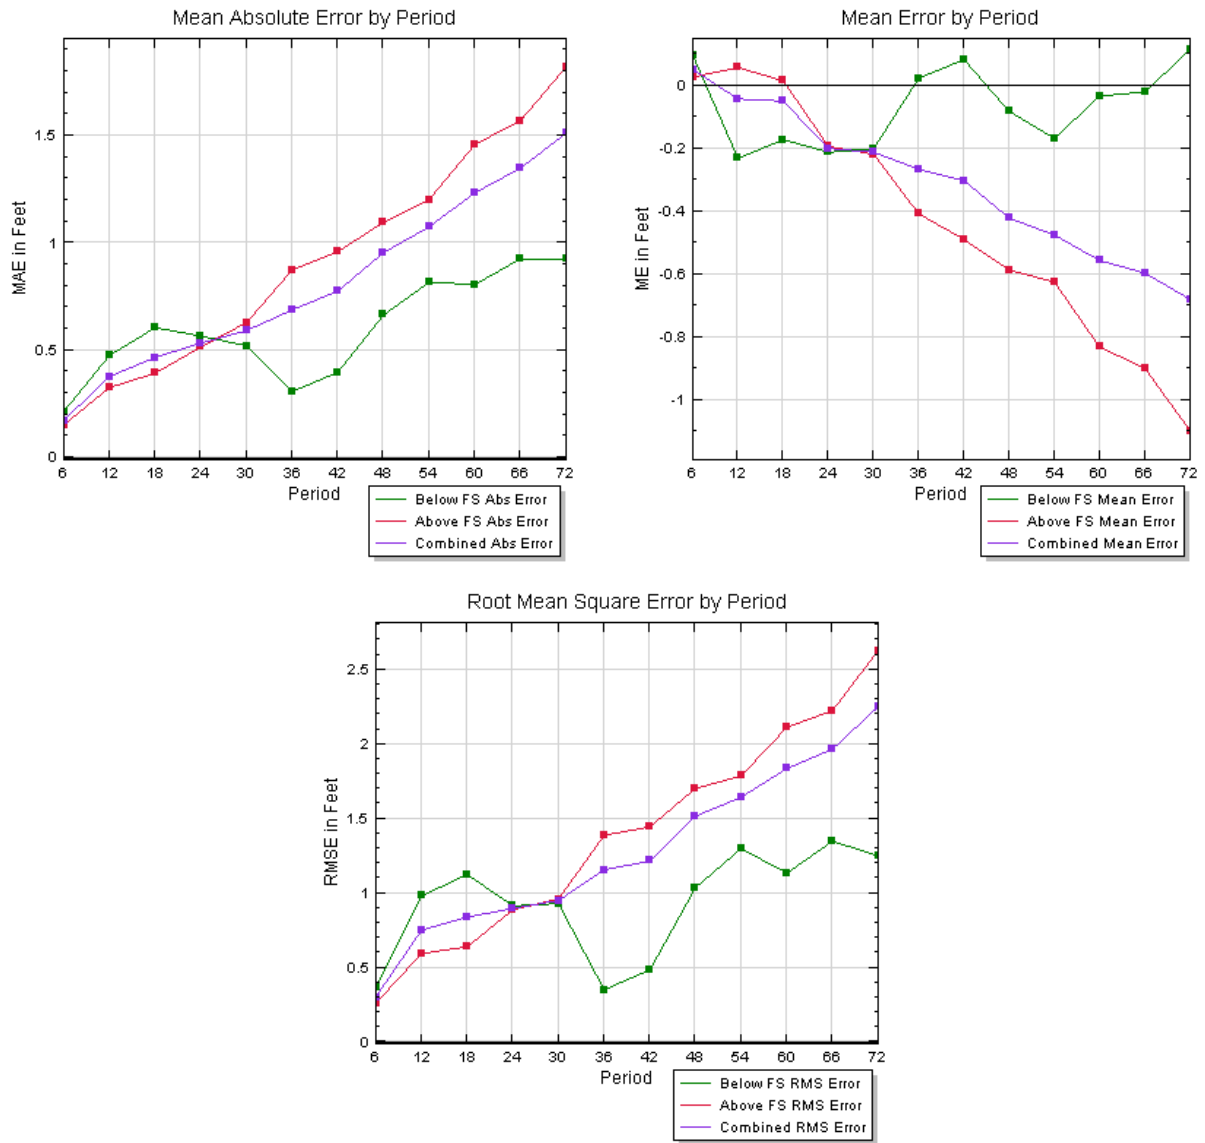 Mean Absolute Error by Period
MAE in Feet
1.5
1
0.5
0
6 12 18 24 30 36 42 48 54 60 66 72
Period
Below FS Abs Error
Above FS Abs Error
Combined Abs Error
Mean Error by Period
ME in Feet
0
-0.2
-0.4
-0.6
-0.8
-1
6 12 18 24 30 36 42 48 54 60 66 72
Period
Below FS Mean Error
Above FS Mean Error
Combined Mean Error
Root Mean Square Error by Period
RMSE in Feet
2.5
2
1.5
1
0.5
0
6 12 18 24 30 36 42 48 54 60 66 72
Period
Below FS RMS Error
Above FS RMS Error
Combined RMS Error